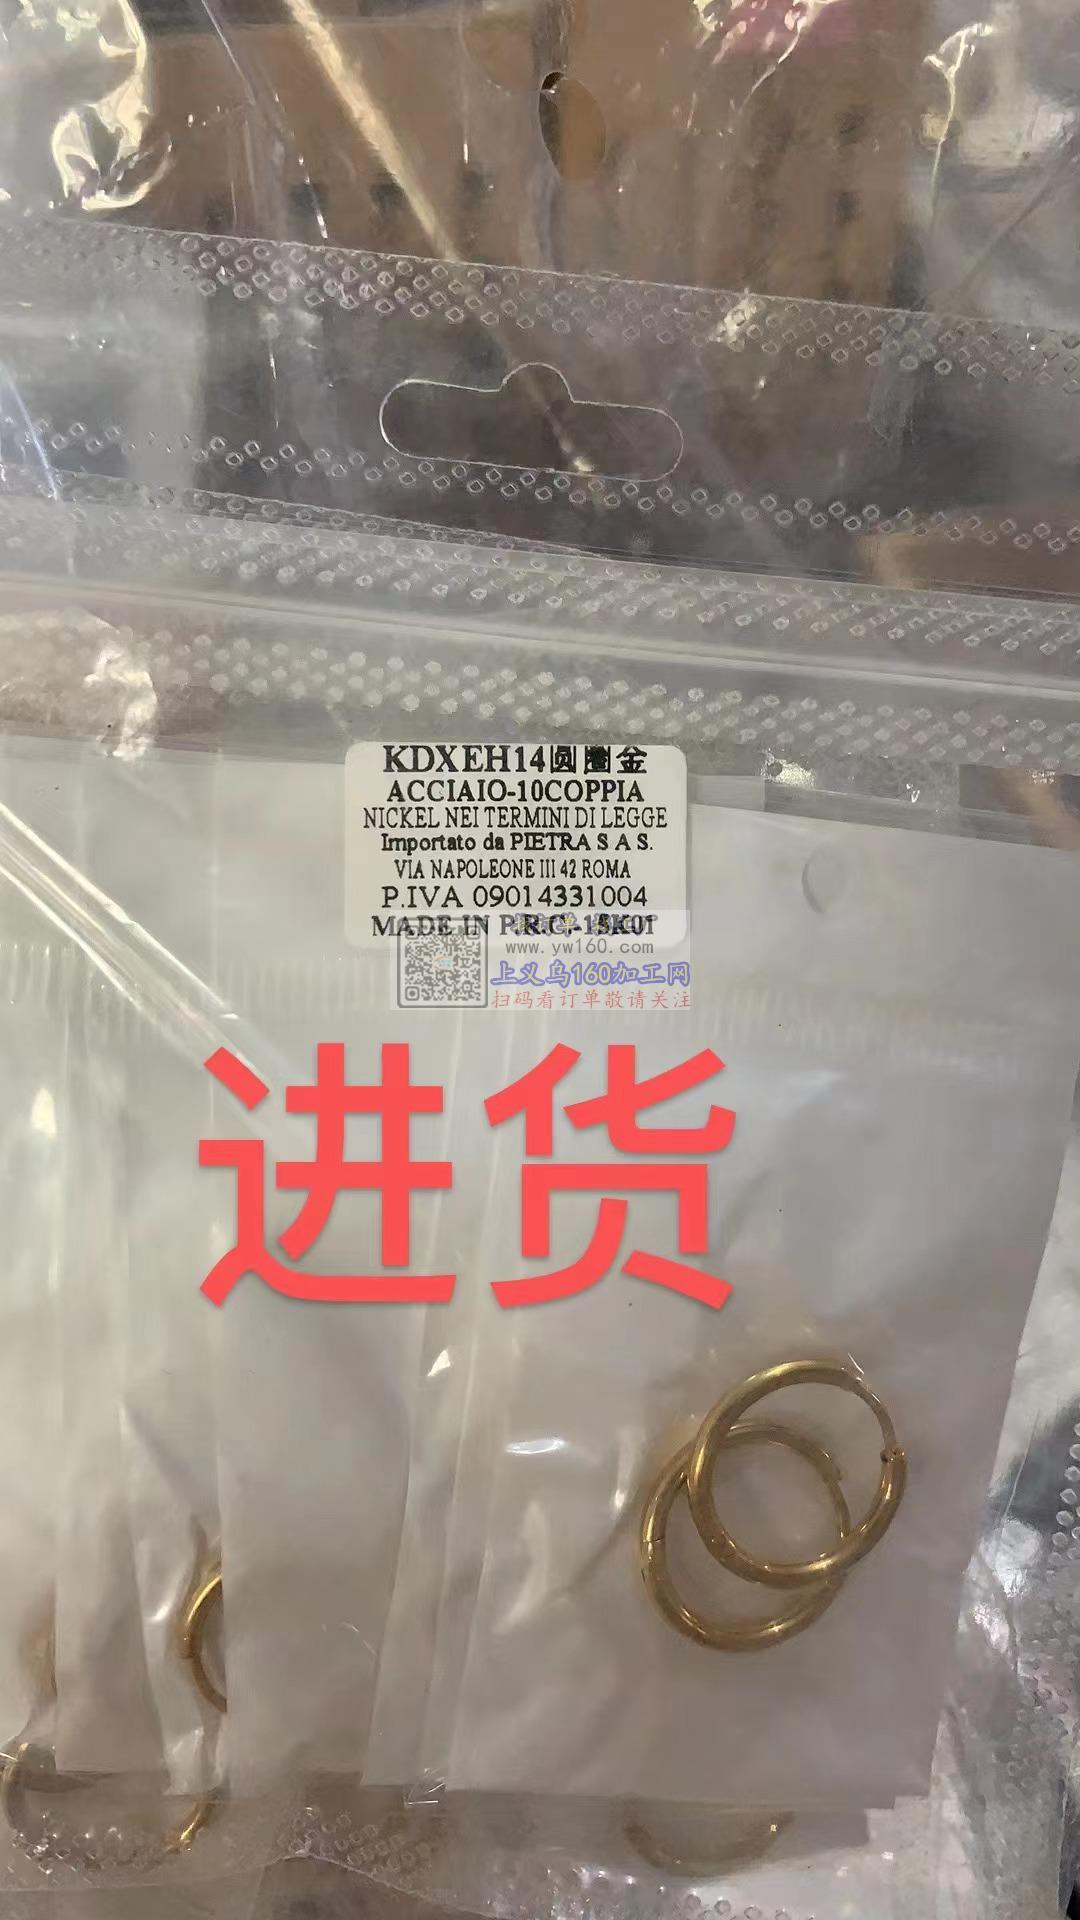 KDXEH14圆圈金
ACCIAIO-10COPPIA
NICKEL NEI TERMINI DI LEGGE
Importato da PIETRA S A S.
VIA NAPOLEONE III 42 ROMA
P.IVA 09014331004
MADE IN P.R.C.-15K01
www.yw160.com
上义乌160加工网
扫码看订单敬请关注
进货